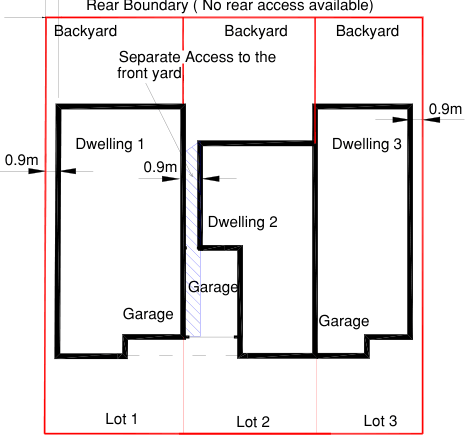 Rear Boundary ( No rear access available)
Backyard
Backyard
Backyard
Separate Access to the
front yard
0.9m
Dwelling 1
Dwelling 3
0.9m
0.9m
Dwelling 2
Garage
Garage
Garage
Lot 1
Lot 2
Lot 3